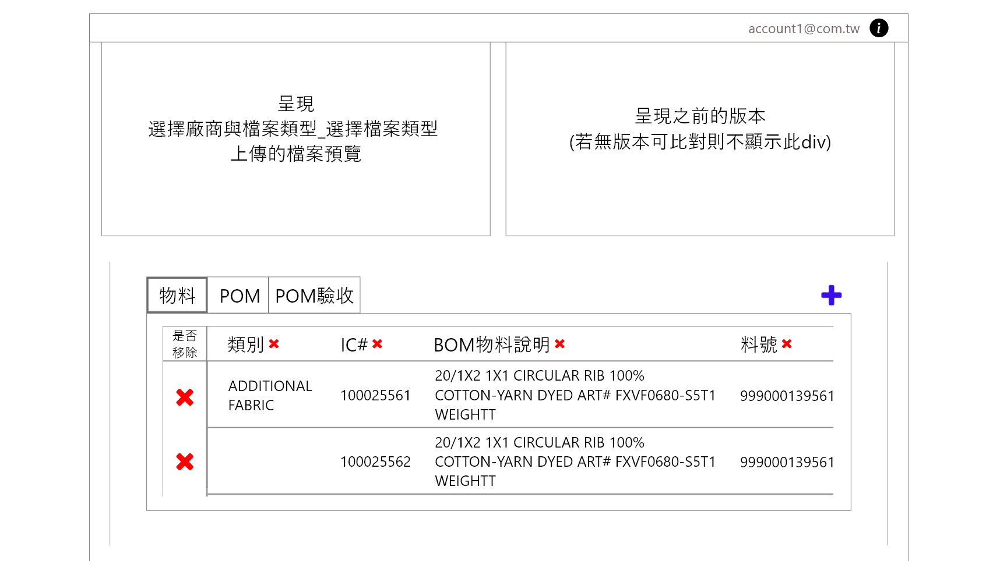 account1@com.tw
呈現
選擇廠商與檔案類型_選擇檔案類型
上傳的檔案預覽
呈現之前的版本
(若無版本可比對則不顯示此div)
物料
POM
POM驗收
是否
移除
類別
IC#
BOM物料說明
料號
ADDITIONAL
FABRIC
100025561
20/1X2 1X1 CIRCULAR RIB 100%
COTTON-YARN DYED ART# FXVF0680-S5T1
WEIGHTT
999000139561
100025562
20/1X2 1X1 CIRCULAR RIB 100%
COTTON-YARN DYED ART# FXVF0680-S5T1
WEIGHTT
999000139561